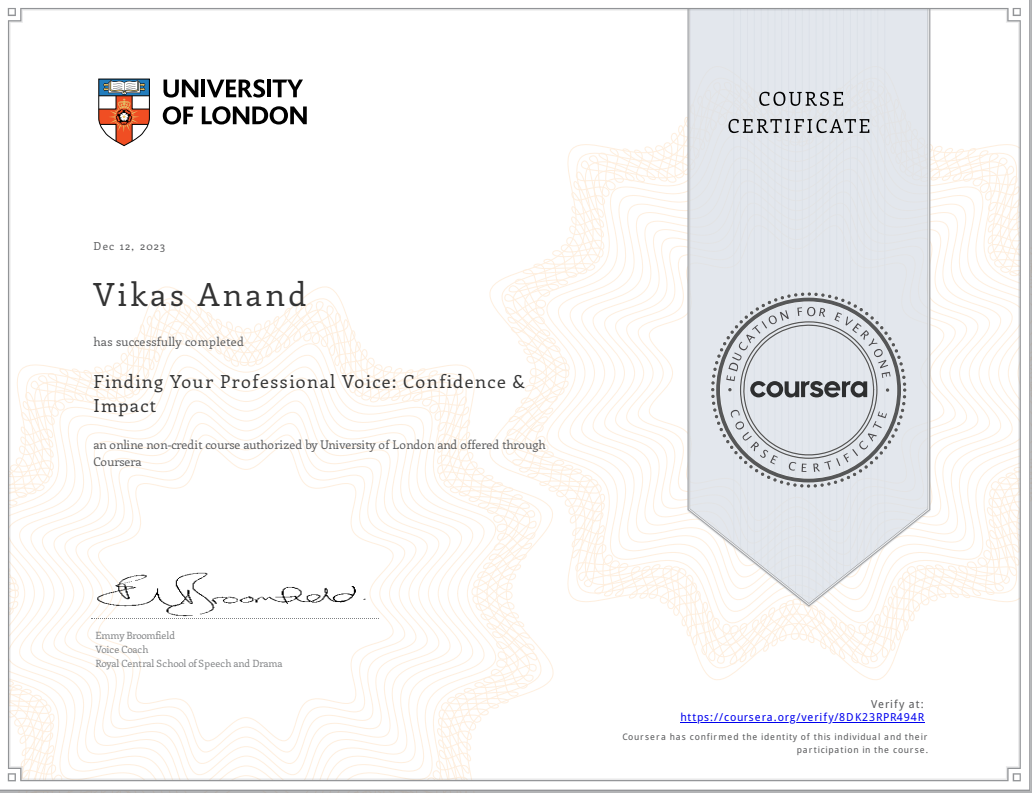 UNIVERSITY
OF LONDON
COURSE
CERTIFICATE
Dec 12, 2023
Vikas Anand
has successfully completed
Finding Your Professional Voice: Confidence &
Impact
an online non-credit course authorized by University of London and offered through
Coursera
EDUCATION FOR EVERYONE
coursera
COURSE CERTIFICATE
E Broomfield.
Emmy Broomfield
Voice Coach
Royal Central School of Speech and Drama
Verify at:
https://coursera.org/verify/8DK23RPR494R
Coursera has confirmed the identity of this individual and their
participation in the course.